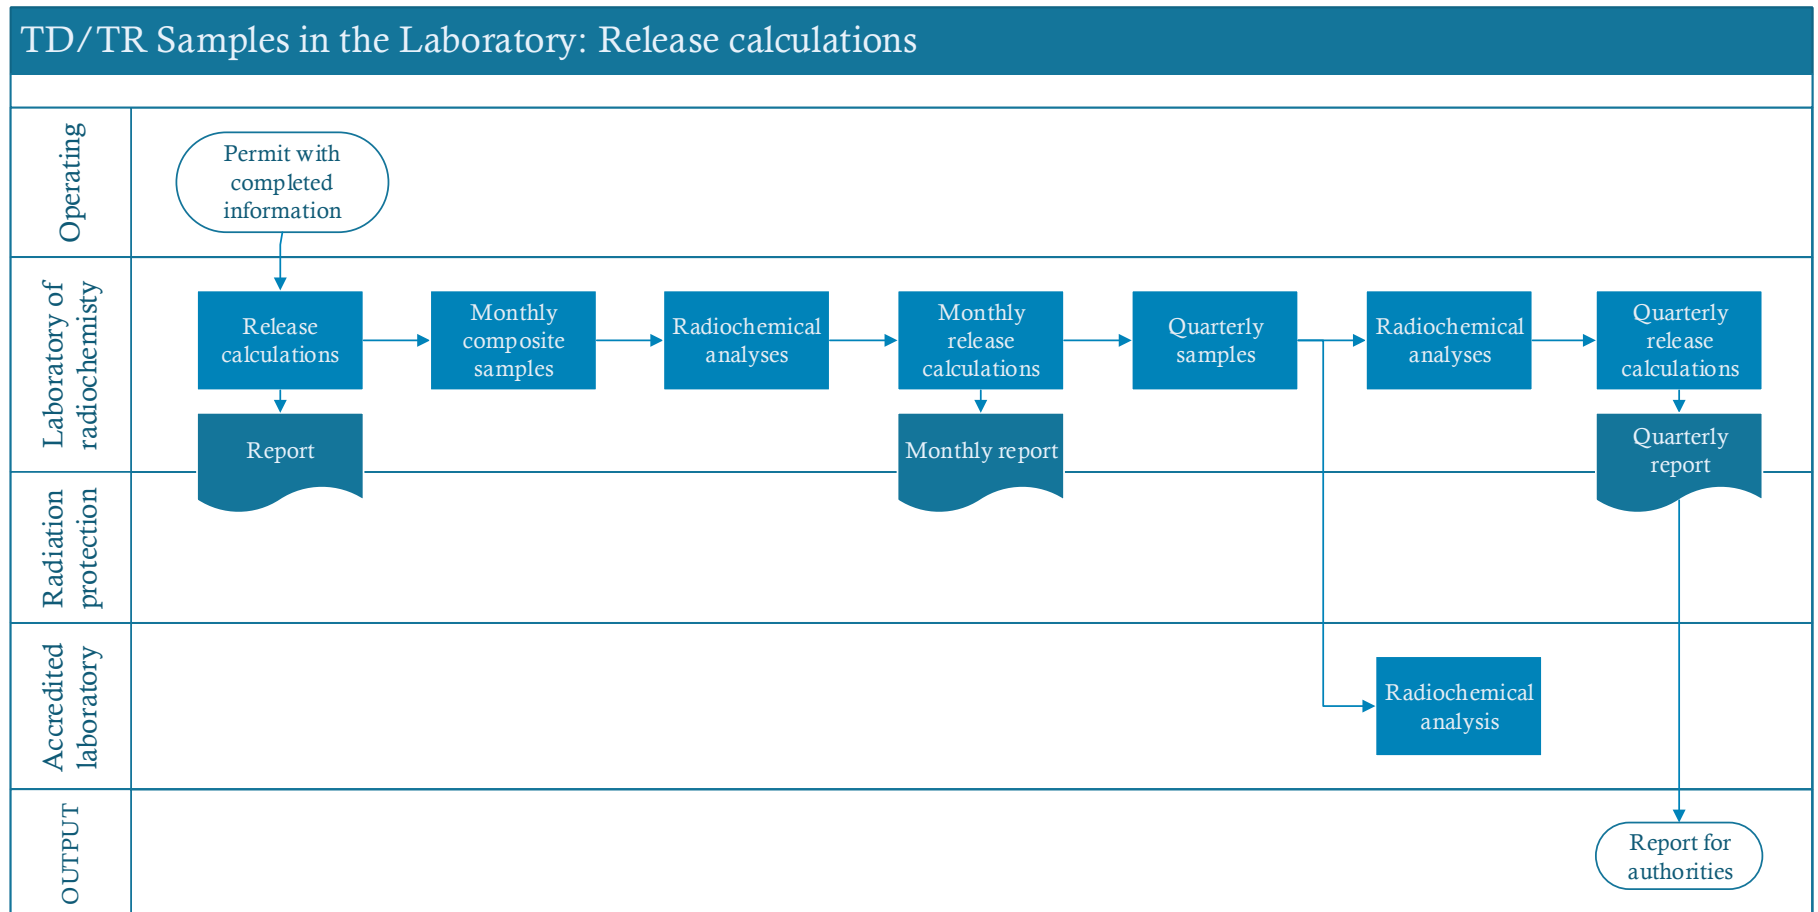 TD/TR Samples in the Laboratory: Release calculations
Operating
Permit with
completed
information
Laboratory of
radiochemisty
Release
calculations
Monthly
composite
samples
Radiochemical
analyses
Monthly
release
calculations
Quarterly
samples
Radiochemical
analyses
Quarterly
release
calculations
Report
Monthly report
Quarterly
report
Radiation
protection
Accredited
laboratory
Radiochemical
analysis
OUTPUT
Report for
authorities